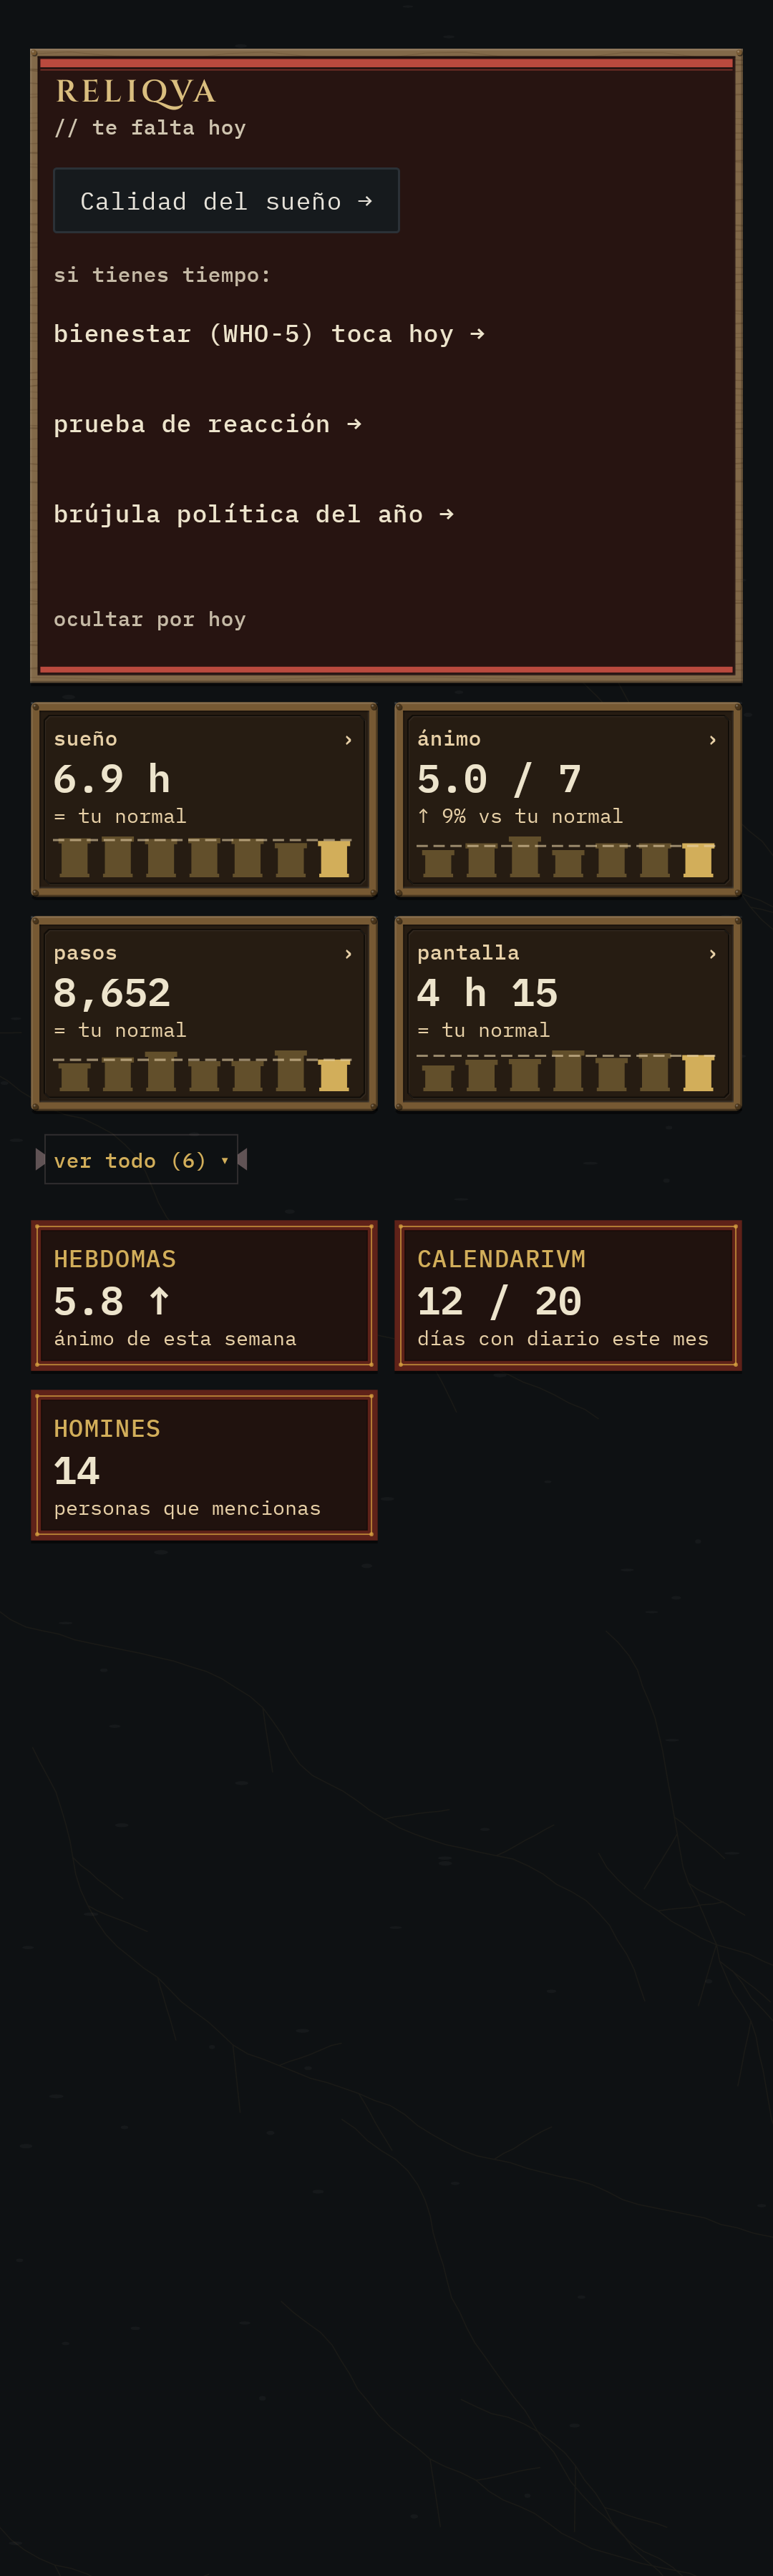 RELIQVA
// te falta hoy
Calidad del sueño →
si tienes tiempo:
bienestar (WHO-5) toca hoy →
prueba de reacción →
brújula política del año →
ocultar por hoy
sueño ›
6.9 h
= tu normal
ánimo ›
5.0 / 7
↑ 9% vs tu normal
pasos ›
8,652
= tu normal
pantalla ›
4 h 15
= tu normal
ver todo (6) ▾
HEBDOMAS
5.8 ↑
ánimo de esta semana
CALENDARIVM
12 / 20
días con diario este mes
HOMINES
14
personas que mencionas